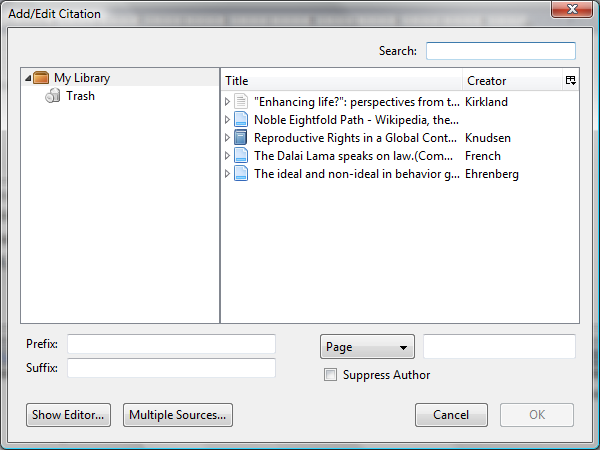 Add/Edit Citation
Search:
My Library
Trash
Title Creator
"Enhancing life?": perspectives from t... Kirkland
Noble Eightfold Path - Wikipedia, the...
Reproductive Rights in a Global Cont... Knudsen
The Dalai Lama speaks on law.(Com... French
The ideal and non-ideal in behavior g... Ehrenberg
Prefix:
Page
Suffix:
Suppress Author
Show Editor... Multiple Sources... Cancel OK